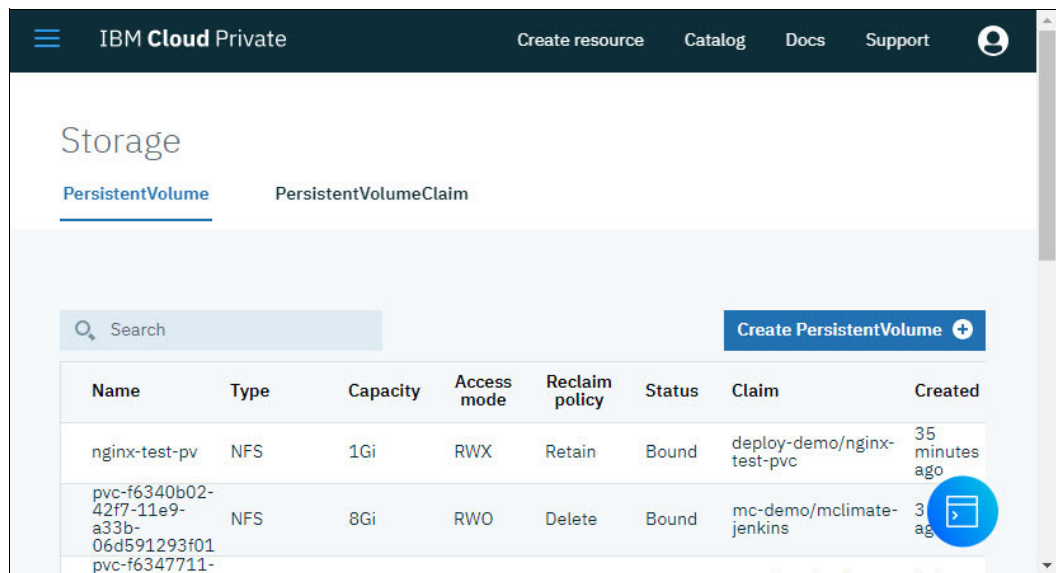 IBM Cloud Private Create resource Catalog Docs Support
Storage
PersistentVolume PersistentVolumeClaim
Search Create PersistentVolume
Name Type Capacity Access mode Reclaim policy Status Claim Created
nginx-test-pv NFS 1Gi RWX Retain Bound deploy-demo/nginx-test-pvc 35 minutes ago
pvc-f6340b02-42f7-11e9-a33b-06d591293f01 NFS 8Gi RWO Delete Bound mc-demo/mclimate-jenkins 3
pvc-f6347711-